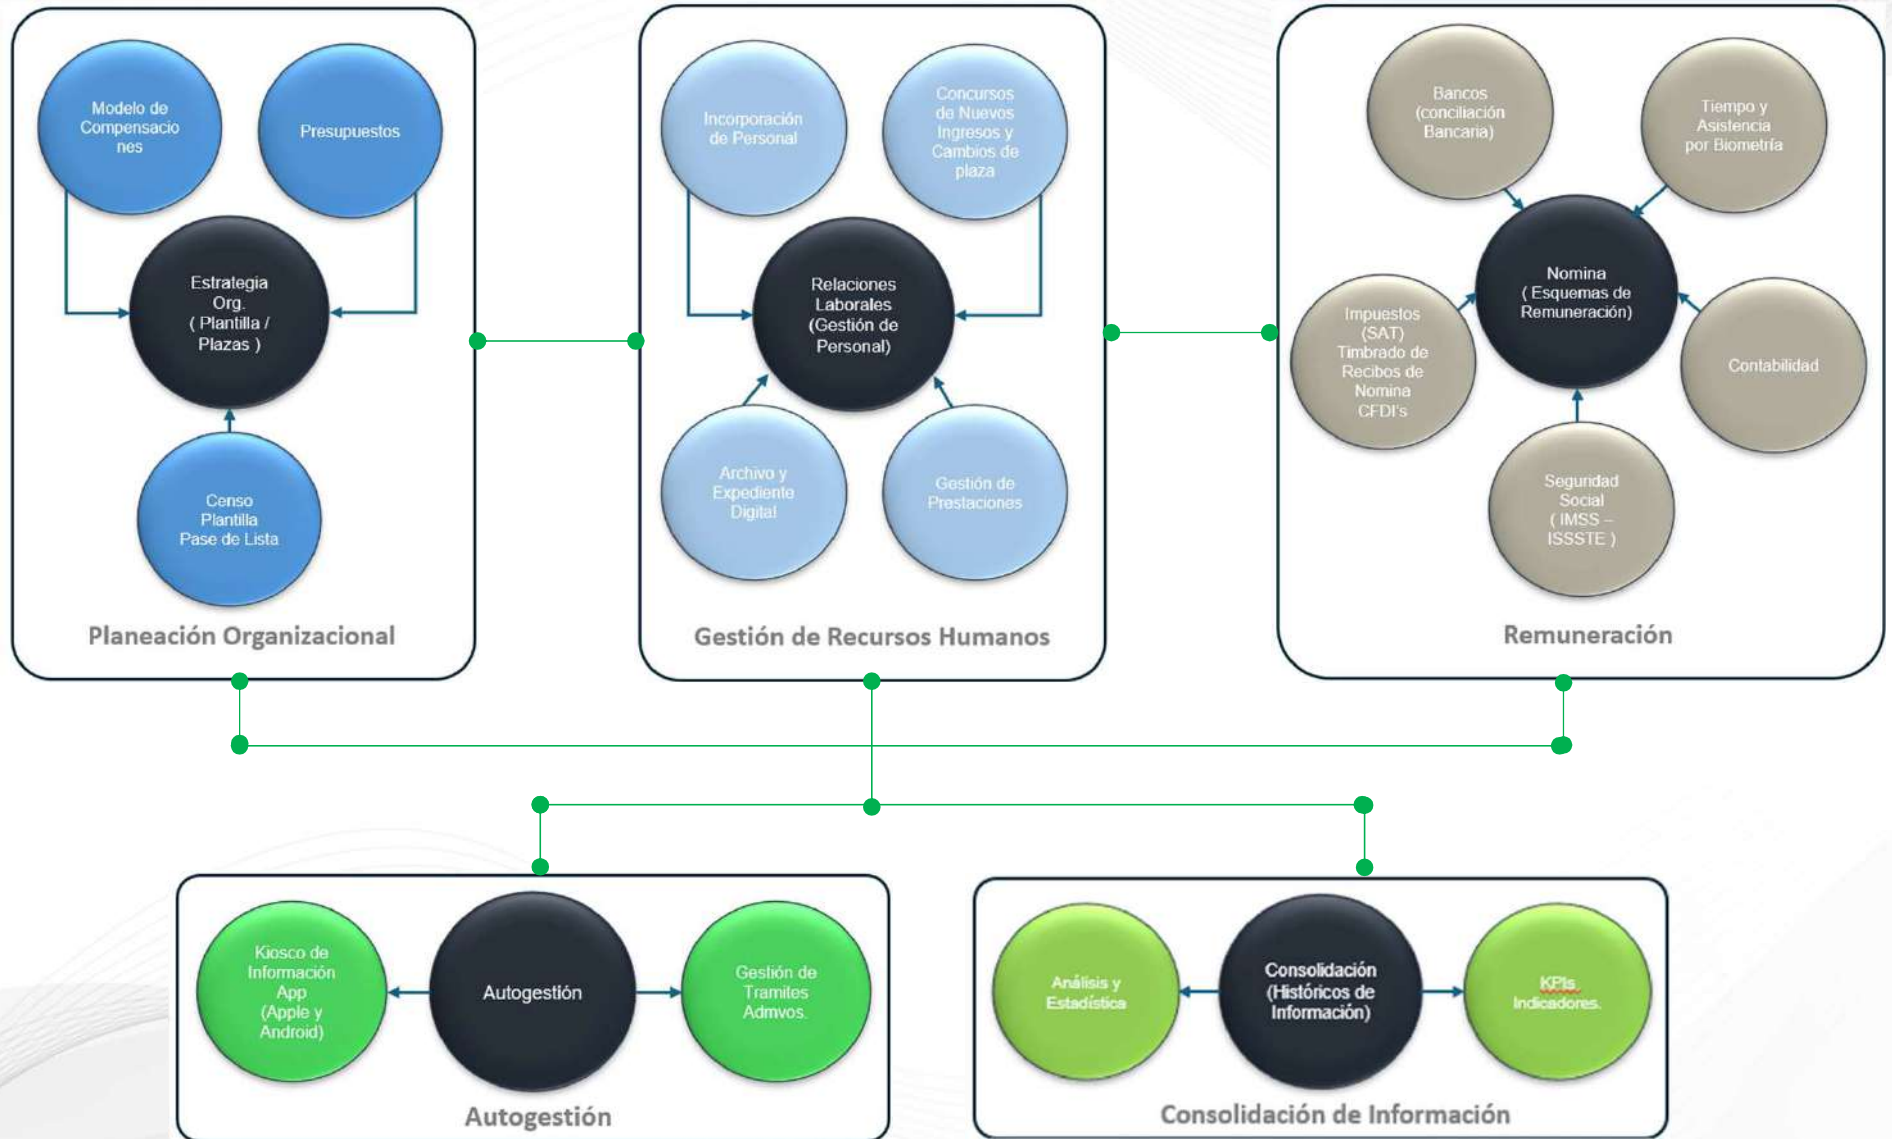 Modelo de
Compensacio
nes
Presupuestos
Estrategia
Org.
( Plantilla /
Plazas )
Censo
Plantilla
Pase de Lista
Planeación Organizacional
Incorporación
de Personal
Concursos
de Nuevos
Ingresos y
Cambios de
plaza
Relaciones
Laborales
(Gestión de
Personal)
Archivo y
Expediente
Digital
Gestión de
Prestaciones
Gestión de Recursos Humanos
Bancos
(conciliación
Bancaria)
Tiempo y
Asistencia
por Biometría
Nomina
( Esquemas de
Remuneración)
Impuestos
(SAT)
Timbrado de
Recibos de
Nomina
CFDI's
Contabilidad
Seguridad
Social
( IMSS –
ISSSTE )
Remuneración
Kiosco de
Información
App
(Apple y
Android)
Autogestión
Gestión de
Tramites
Admvos.
Autogestión
Análisis y
Estadística
Consolidación
(Históricos de
Información)
KPIs
Indicadores.
Consolidación de Información